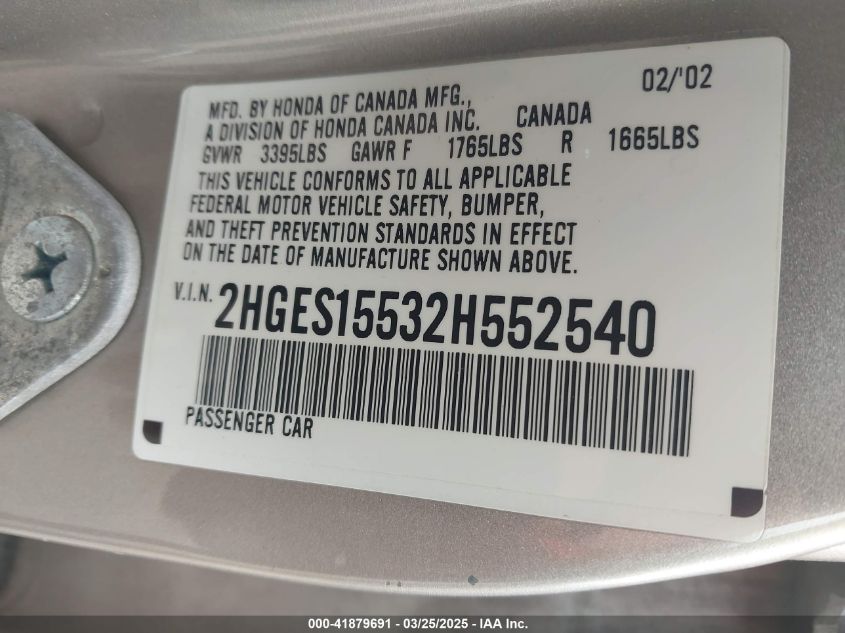 02/'02
MFD. BY HONDA OF CANADA MFG.,
A DIVISION OF HONDA CANADA INC. CANADA
GVWR 3395LBS GAWR F 1765LBS R 1665LBS
THIS VEHICLE CONFORMS TO ALL APPLICABLE
FEDERAL MOTOR VEHICLE SAFETY, BUMPER,
AND THEFT PREVENTION STANDARDS IN EFFECT
ON THE DATE OF MANUFACTURE SHOWN ABOVE.
V.I.N. 2HGES15532H552540
PASSENGER CAR
000-41879691 - 03/25/2025 - IAA Inc.